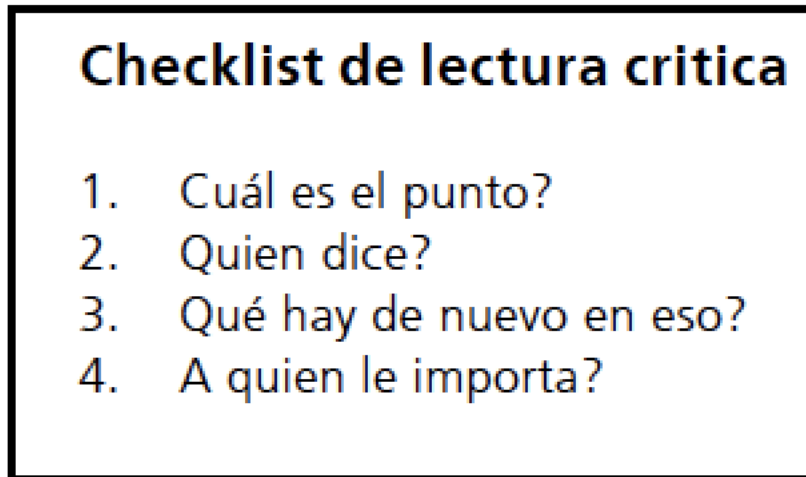 Checklist de lectura critica
1. Cuál es el punto?
2. Quien dice?
3. Qué hay de nuevo en eso?
4. A quien le importa?